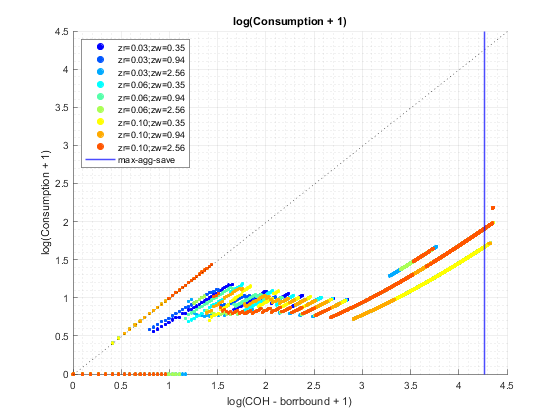 log(Consumption + 1)
4.5
4
3.5
3
2.5
2
1.5
1
0.5
0
log(Consumption + 1)
zr=0.03;zw=0.35
zr=0.03;zw=0.94
zr=0.03;zw=2.56
zr=0.06;zw=0.35
zr=0.06;zw=0.94
zr=0.06;zw=2.56
zr=0.10;zw=0.35
zr=0.10;zw=0.94
zr=0.10;zw=2.56
max-agg-save
0 0.5 1 1.5 2 2.5 3 3.5 4 4.5
log(COH - borrbound + 1)